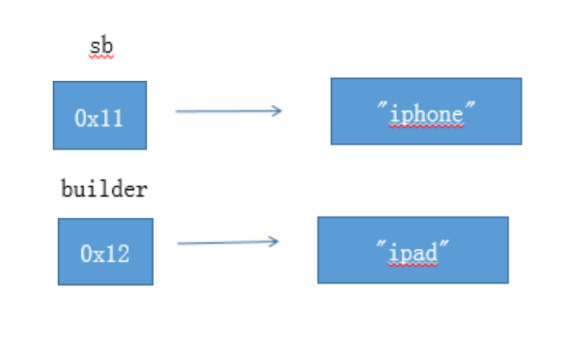 sb
0x11
"iphone"
builder
0x12
"ipad"